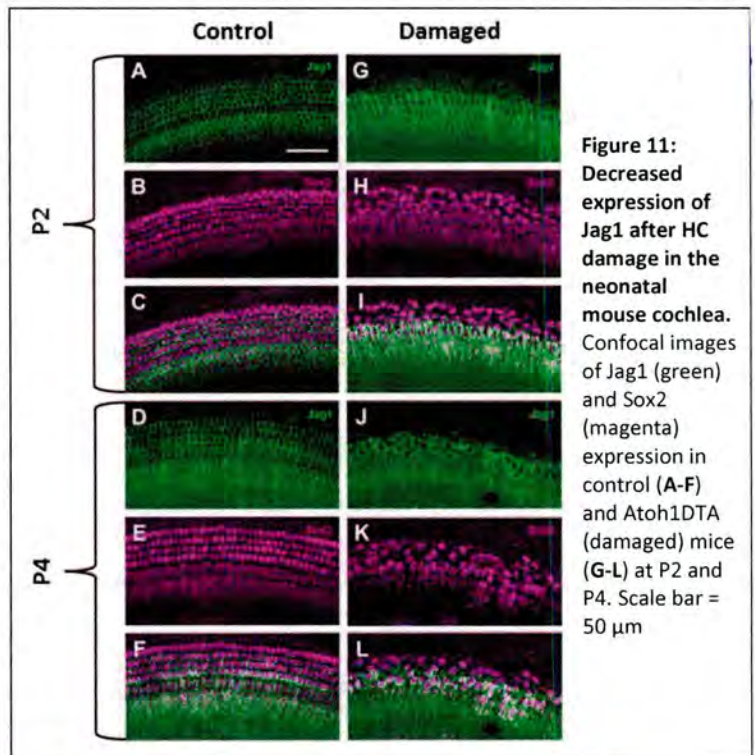 Control Damaged
A Jag1
G Jag1
B
H
C
I
P2
D Jag1
J Jag1
E
K
F
L
P4
Figure 11:
Decreased
expression of
Jag1 after HC
damage in the
neonatal
mouse cochlea.
Confocal images
of Jag1 (green)
and Sox2
(magenta)
expression in
control (A-F)
and Atoh1DTA
(damaged) mice
(G-L) at P2 and
P4. Scale bar =
50 µm